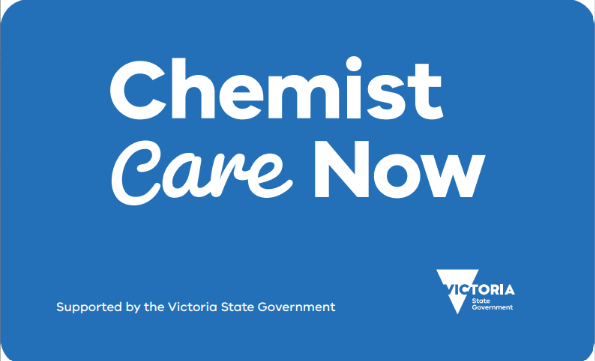 Chemist
Care Now
Supported by the Victoria State Government
VICTORIA
State
Government